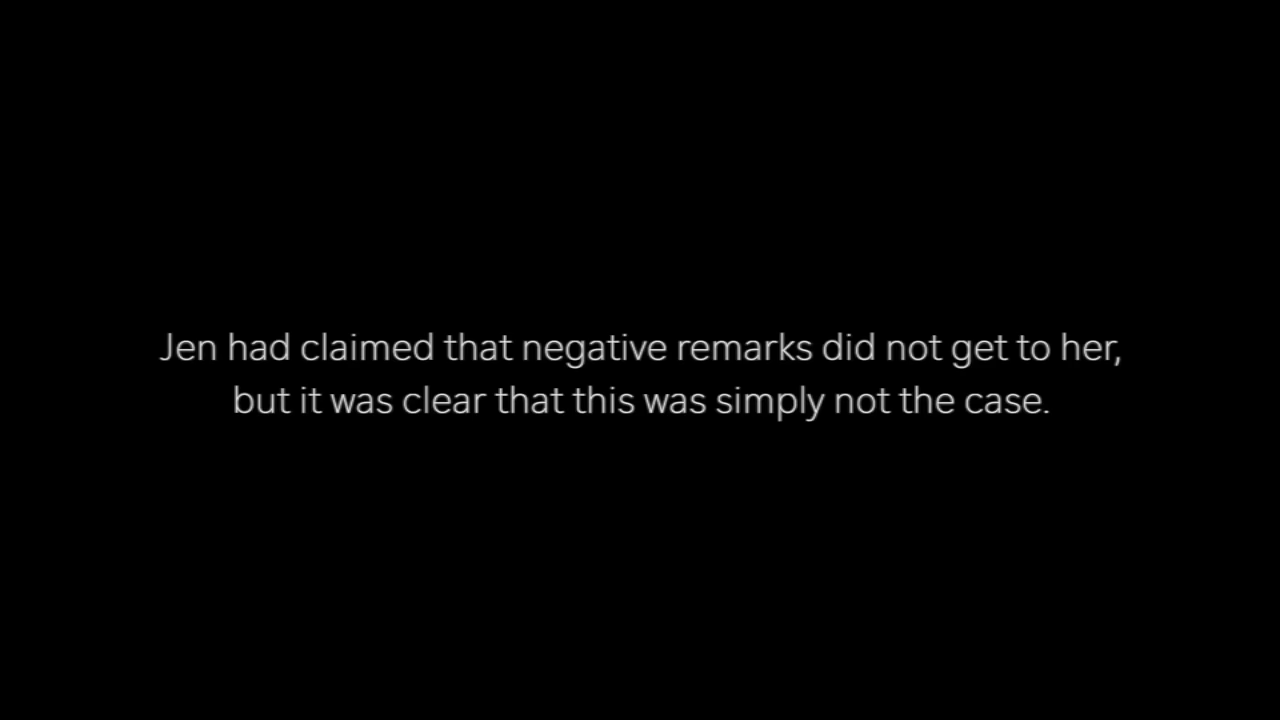 Jen had claimed that negative remarks did not get to her,
but it was clear that this was simply not the case.